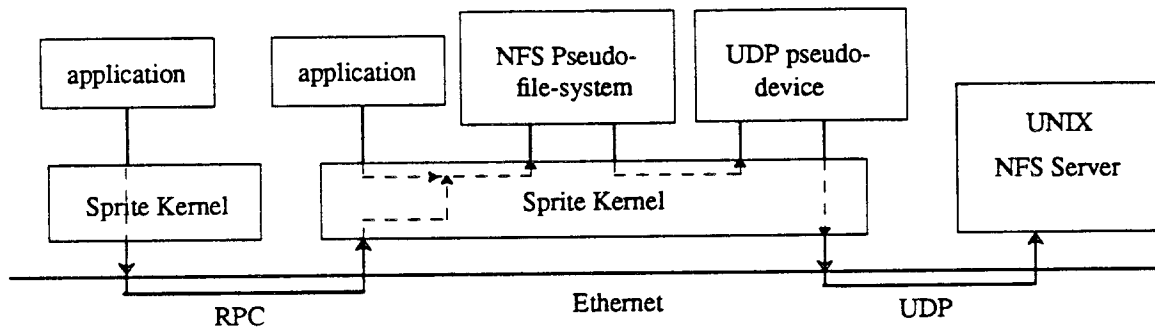 application
application
NFS Pseudo-
file-system
UDP pseudo-
device
UNIX
NFS Server
Sprite Kernel
Sprite Kernel
RPC
Ethernet
UDP